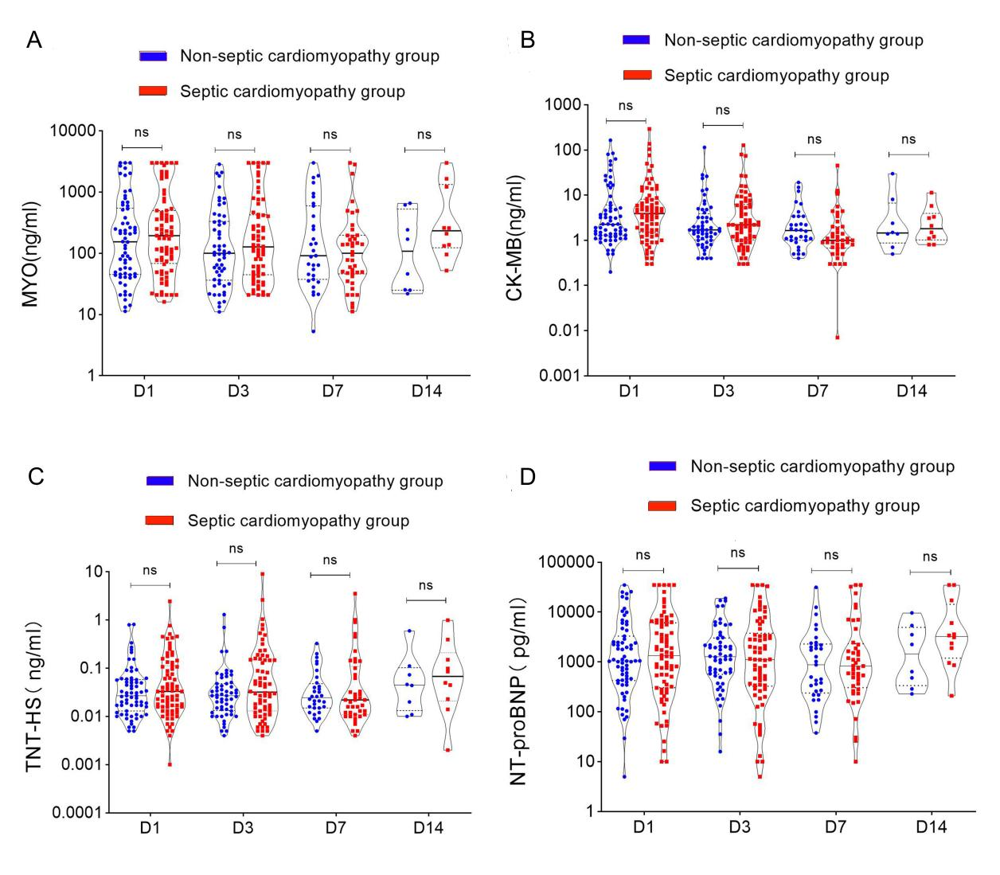 A
Non-septic cardiomyopathy group
Septic cardiomyopathy group
MYO(ng/ml)
10000
1000
100
10
1
ns
ns
ns
ns
D1
D3
D7
D14
B
Non-septic cardiomyopathy group
Septic cardiomyopathy group
CK-MB(ng/ml)
1000
100
10
1
0.1
0.01
0.001
ns
ns
ns
ns
D1
D3
D7
D14
C
Non-septic cardiomyopathy group
Septic cardiomyopathy group
TNT-HS ( ng/ml)
10
1
0.1
0.01
0.001
0.0001
ns
ns
ns
ns
D1
D3
D7
D14
D
Non-septic cardiomyopathy group
Septic cardiomyopathy group
NT-proBNP ( pg/ml)
100000
10000
1000
100
10
1
ns
ns
ns
ns
D1
D3
D7
D14